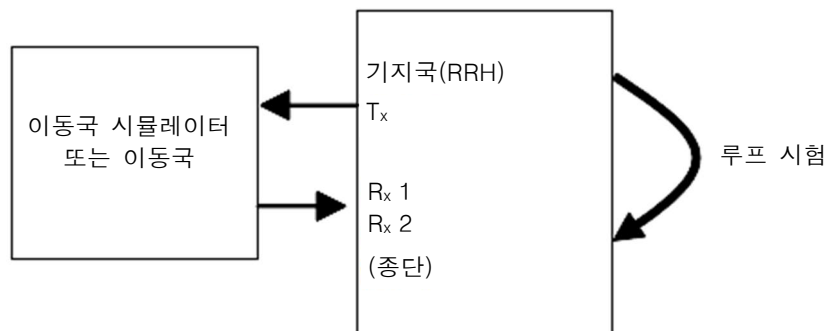 이동국 시뮬레이터
또는 이동국
기지국(RRH)
Tₓ
Rₓ 1
Rₓ 2
(종단)
루프 시험